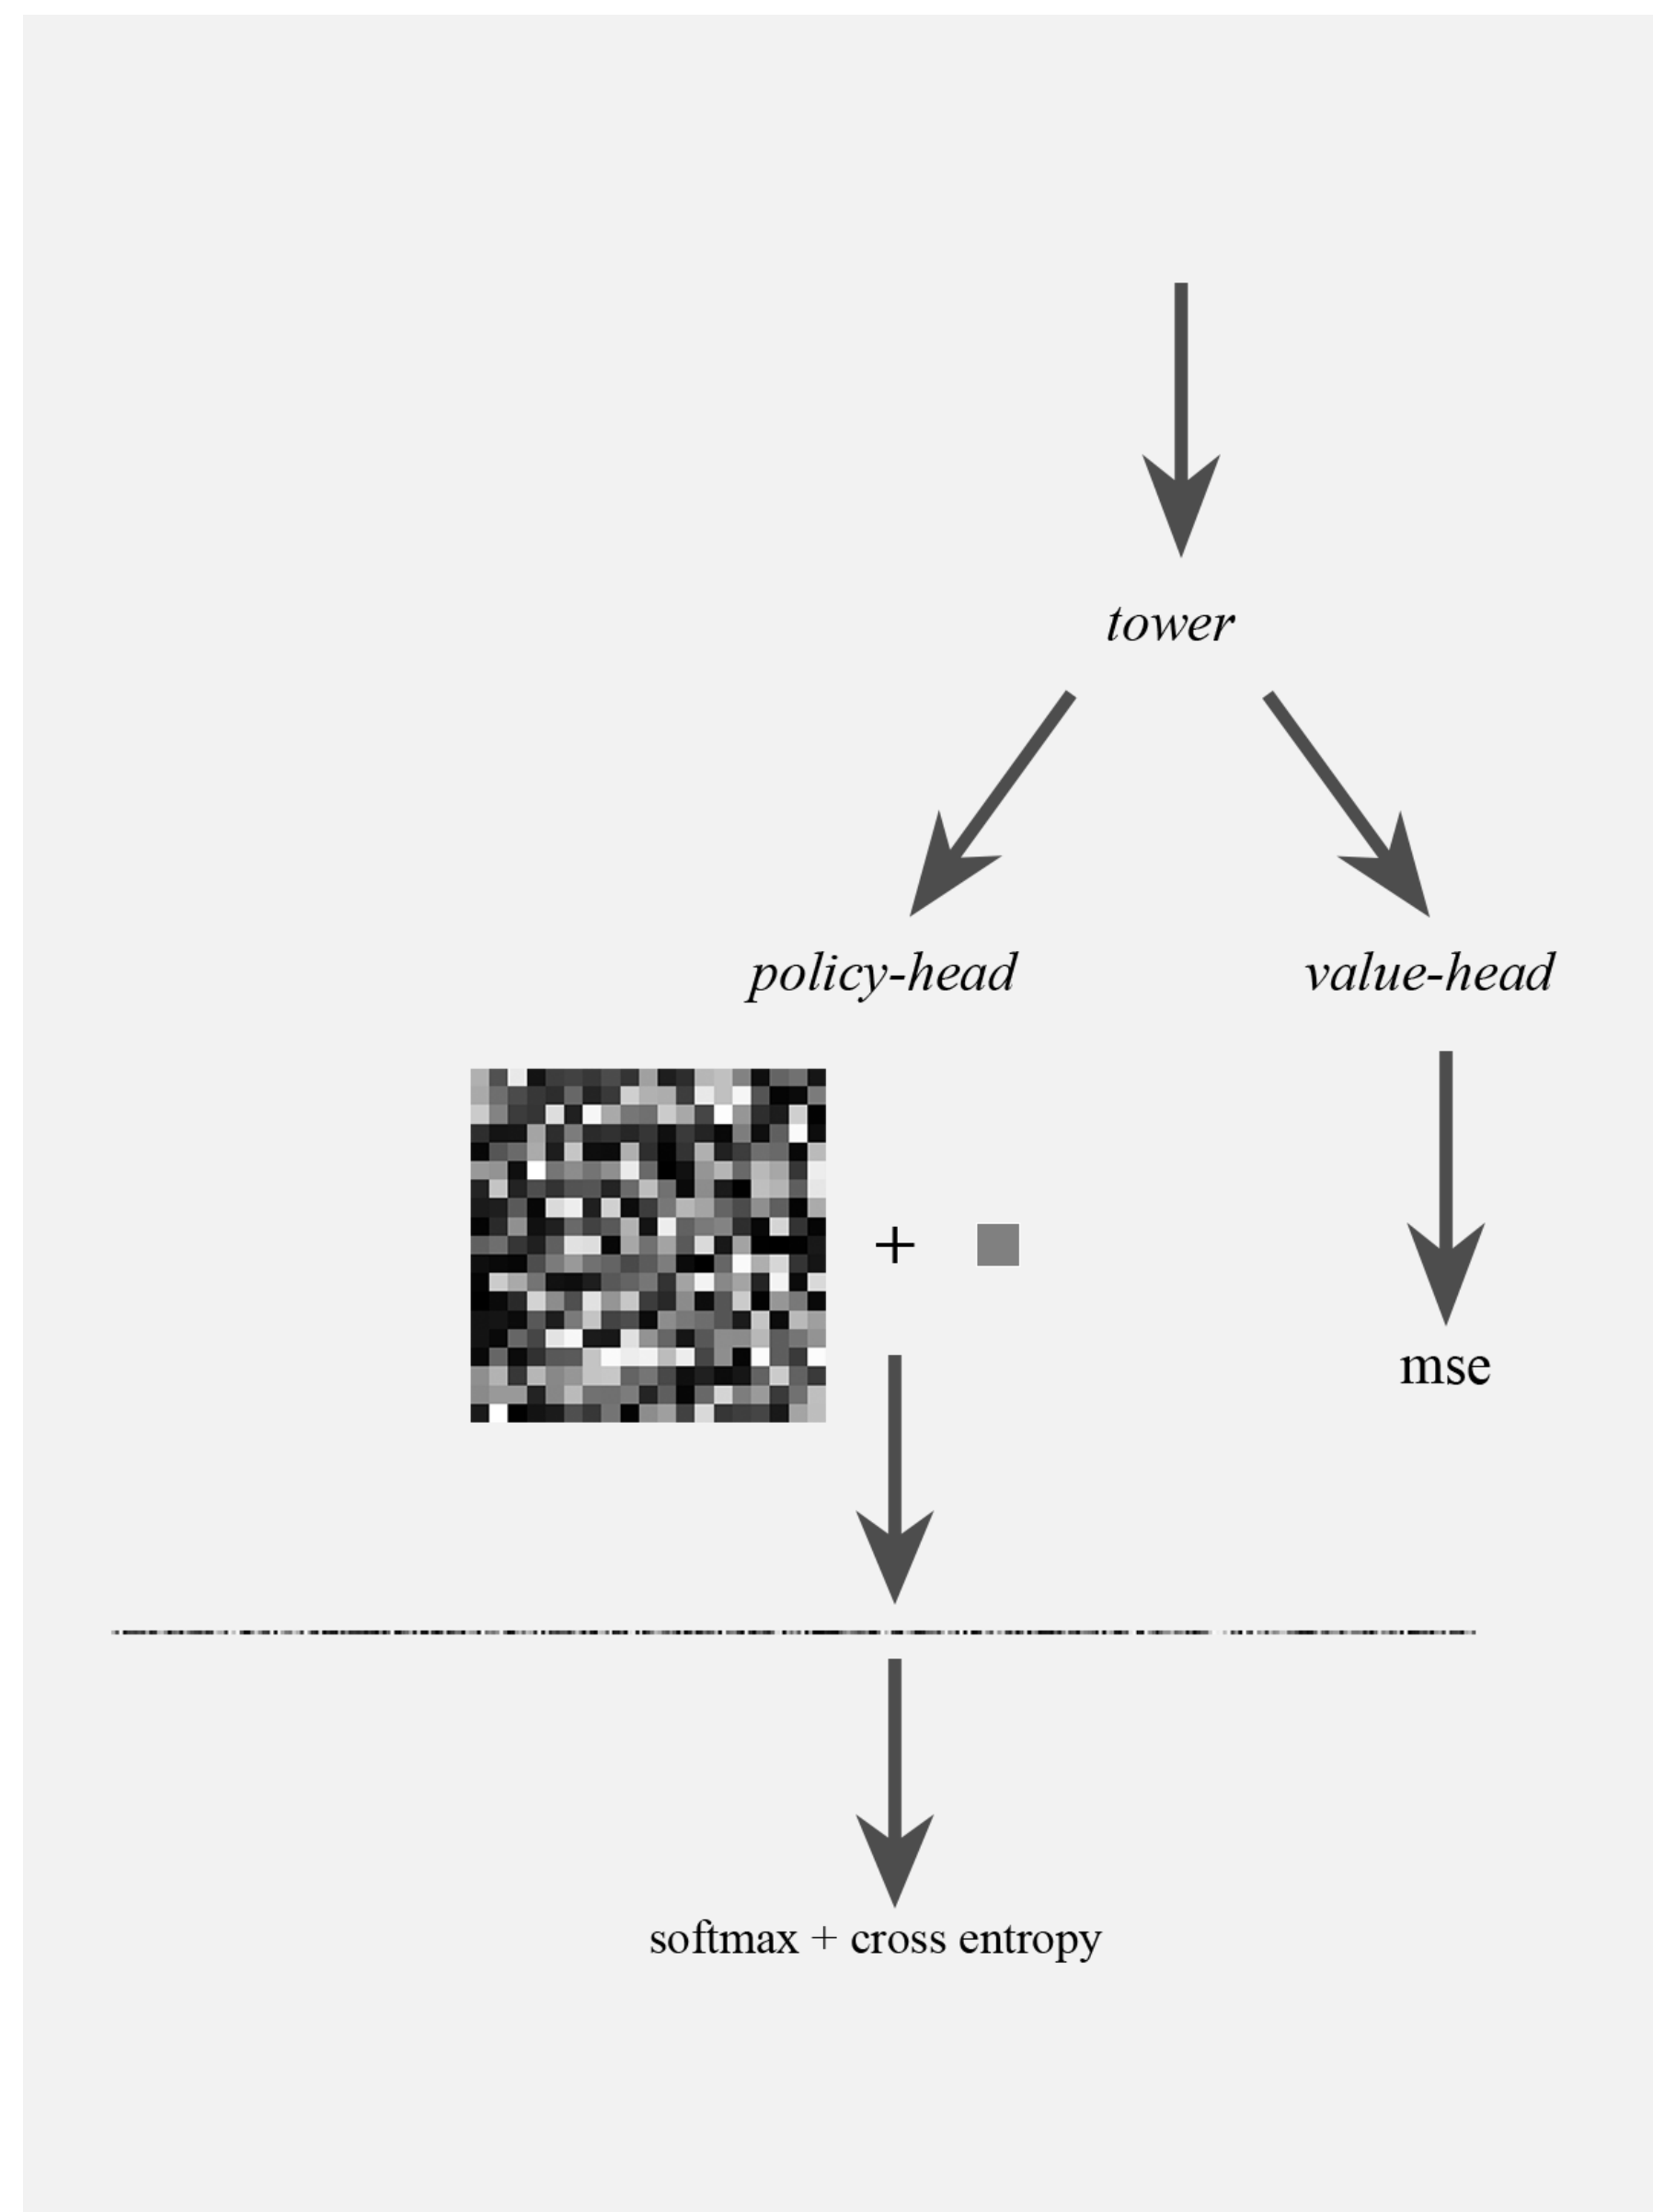 tower
policy-head value-head
+
mse
softmax + cross entropy